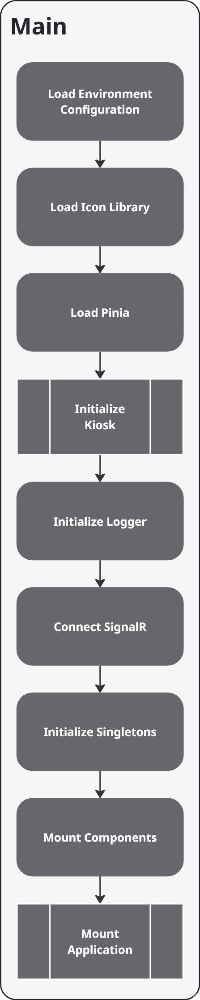 Main
Load Environment
Configuration
Load Icon Library
Load Pinia
Initialize
Kiosk
Initialize Logger
Connect SignalR
Initialize Singletons
Mount Components
Mount
Application